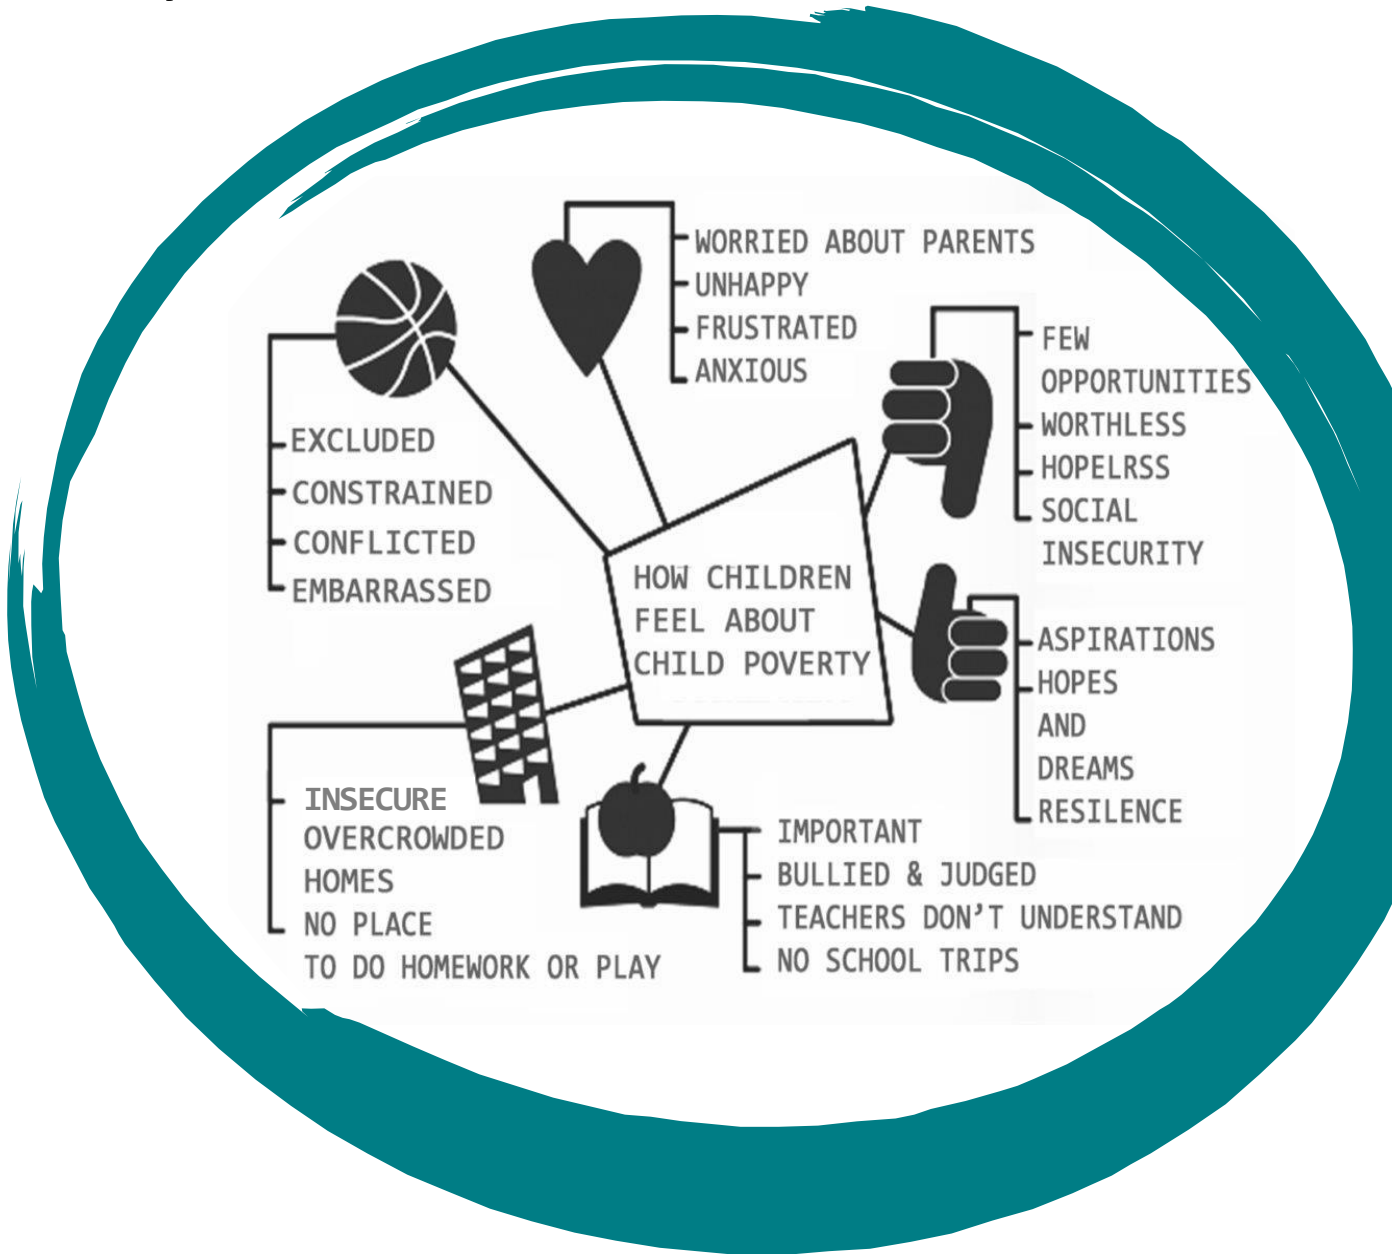 WORRIED ABOUT PARENTS
UNHAPPY
FRUSTRATED
ANXIOUS
FEW
OPPORTUNITIES
WORTHLESS
HOPELRSS
SOCIAL
INSECURITY
EXCLUDED
CONSTRAINED
CONFLICTED
EMBARRASSED
HOW CHILDREN
FEEL ABOUT
CHILD POVERTY
ASPIRATIONS
HOPES
AND
DREAMS
RESILENCE
INSECURE
OVERCROWDED
HOMES
NO PLACE
TO DO HOMEWORK OR PLAY
IMPORTANT
BULLIED & JUDGED
TEACHERS DON'T UNDERSTAND
NO SCHOOL TRIPS